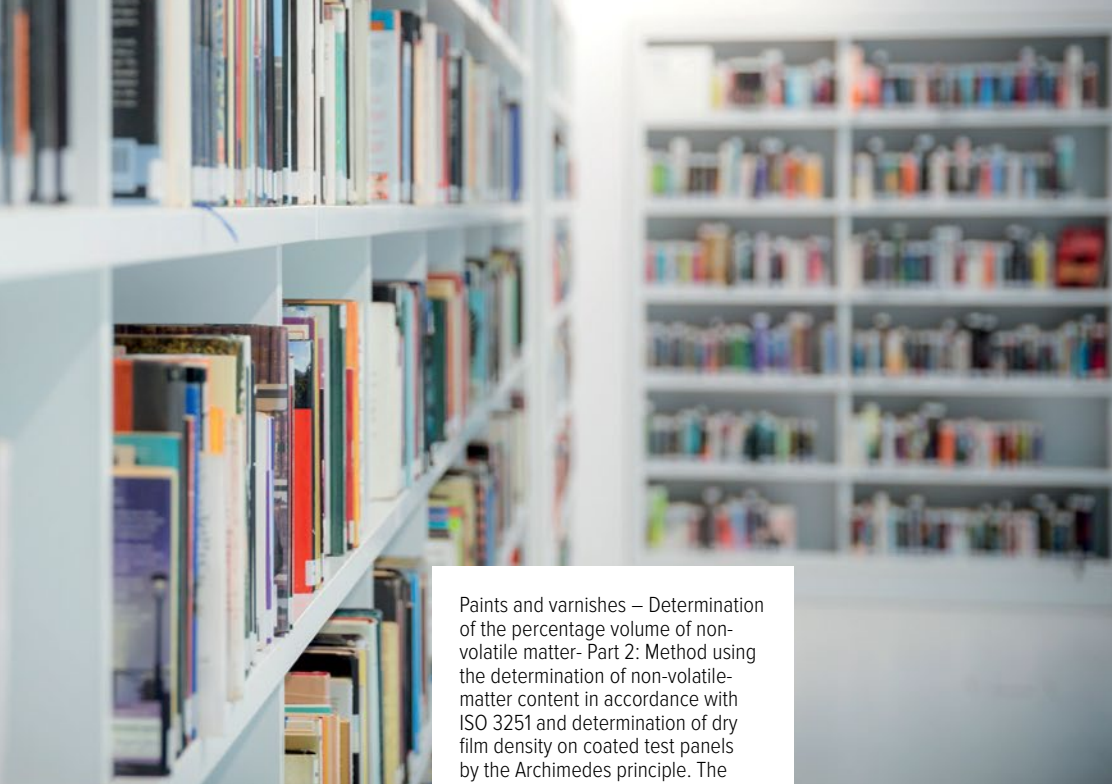 Paints and varnishes – Determination
of the percentage volume of non-
volatile matter- Part 2: Method using
the determination of non-volatile-
matter content in accordance with
ISO 3251 and determination of dry
film density on coated test panels
by the Archimedes principle. The